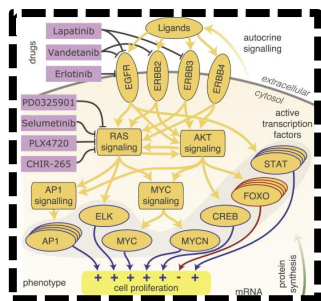 drugs
Lapatinib
Vandetanib
Erlotinib
Ligands
autocrine
signalling
EGFR
ERBB2
ERBB3
ERBB4
extracellular
cytosol
PD0325901
Selumetinib
PLX4720
CHIR-265
RAS
signaling
AKT
signaling
active
transcription
factors
STAT
AP1
signalling
MYC
signalling
FOXO
ELK
CREB
AP1
MYC
MYCN
+ + + + + + +
cell proliferation
phenotype
mRNA
protein
synthesis